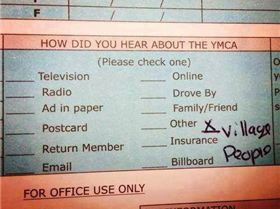 F
F
HOW DID YOU HEAR ABOUT THE YMCA
(Please check one)
Television
Online
Radio
Drove By
Ad in paper
Family/Friend
Postcard
Other X Village People
Return Member
Insurance
Email
Billboard
FOR OFFICE USE ONLY
INFORMATION